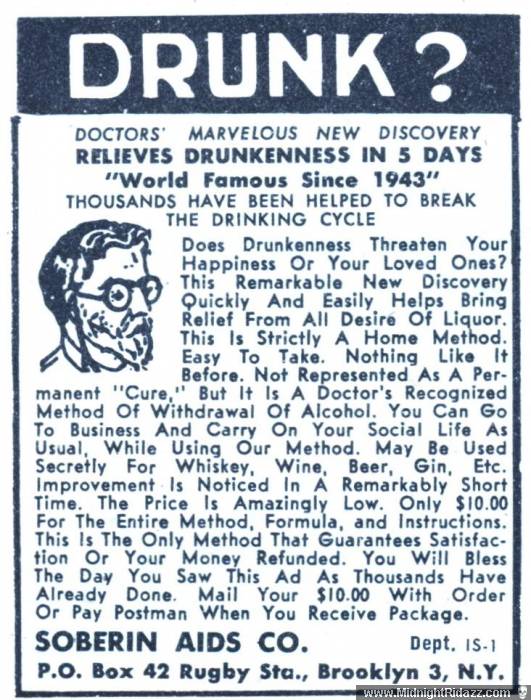 DRUNK?
DOCTORS' MARVELOUS NEW DISCOVERY
RELIEVES DRUNKENNESS IN 5 DAYS
"World Famous Since 1943"
THOUSANDS HAVE BEEN HELPED TO BREAK
THE DRINKING CYCLE
Does Drunkenness Threaten Your
Happiness Or Your Loved Ones?
This Remarkable New Discovery
Quickly And Easily Helps Bring
Relief From All Desire Of Liquor.
This Is Strictly A Home Method.
Easy To Take. Nothing Like It
Before. Not Represented As A Per-
manent "Cure," But It Is A Doctor's Recognized
Method Of Withdrawal Of Alcohol. You Can Go
To Business And Carry On Your Social Life As
Usual, While Using Our Method. May Be Used
Secretly For Whiskey, Wine, Beer, Gin, Etc.
Improvement Is Noticed In A Remarkably Short
Time. The Price Is Amazingly Low. Only $10.00
For The Entire Method, Formula, and Instructions.
This Is The Only Method That Guarantees Satisfac-
tion Or Your Money Refunded. You Will Bless
The Day You Saw This Ad As Thousands Have
Already Done. Mail Your $10.00 With Order
Or Pay Postman When You Receive Package.
SOBERIN AIDS CO. Dept. IS-1
P.O. Box 42 Rugby Sta., Brooklyn 3, N.Y.
www.MidnightRidazz.com